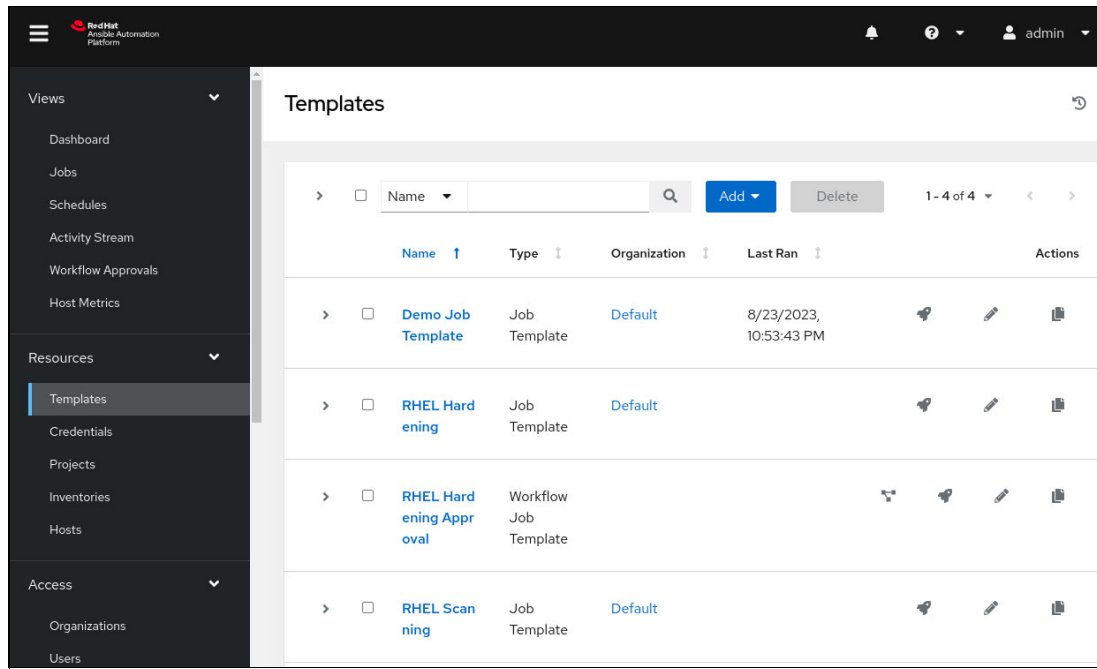 Red Hat
Ansible Automation
Platform
admin
Views
Dashboard
Jobs
Schedules
Activity Stream
Workflow Approvals
Host Metrics
Resources
Templates
Credentials
Projects
Inventories
Hosts
Access
Organizations
Users
Templates
Name
Add
Delete
1 - 4 of 4
Name
Type
Organization
Last Ran
Actions
Demo Job
Template
Job
Template
Default
8/23/2023,
10:53:43 PM
RHEL Hard
ening
Job
Template
Default
RHEL Hard
ening Appr
oval
Workflow
Job
Template
RHEL Scan
ning
Job
Template
Default